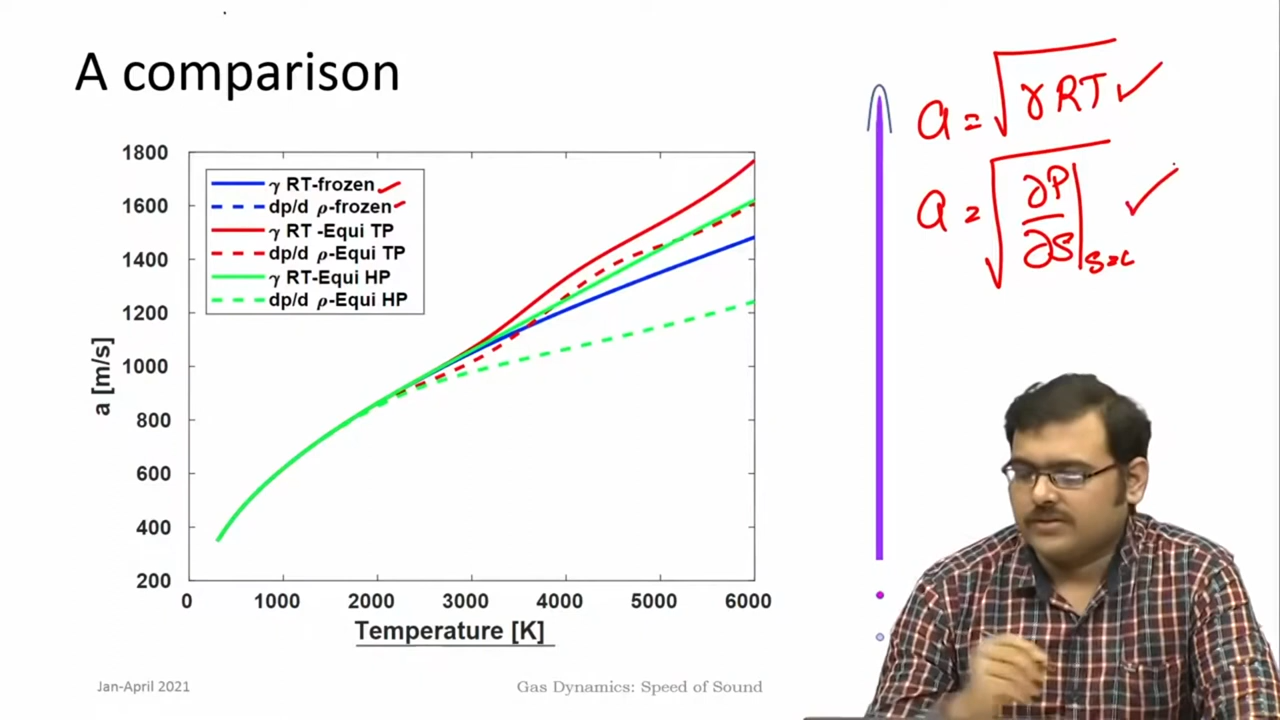 A comparison
a = √γRT ✓
a = √∂P/∂S|s=c ✓
1800
1600
1400
1200
1000
800
600
400
200
a [m/s]
γ RT-frozen
dp/d ρ-frozen
γ RT -Equi TP
dp/d ρ-Equi TP
γ RT-Equi HP
dp/d ρ-Equi HP
0 1000 2000 3000 4000 5000 6000
Temperature [K]
Jan-April 2021
Gas Dynamics: Speed of Sound